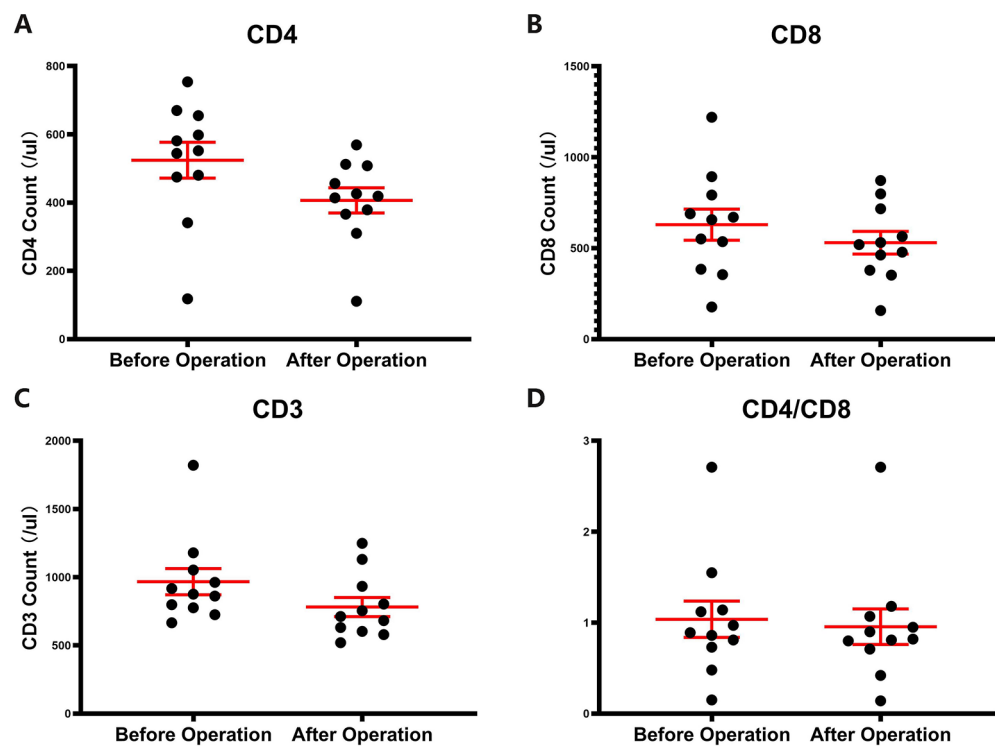 A
CD4
800
600
400
200
0
CD4 Count (/ul)
Before Operation After Operation
B
CD8
1500
1000
500
0
CD8 Count (/ul)
Before Operation After Operation
C
CD3
2000
1500
1000
500
0
CD3 Count (/ul)
Before Operation After Operation
D
CD4/CD8
3
2
1
0
Before Operation After Operation